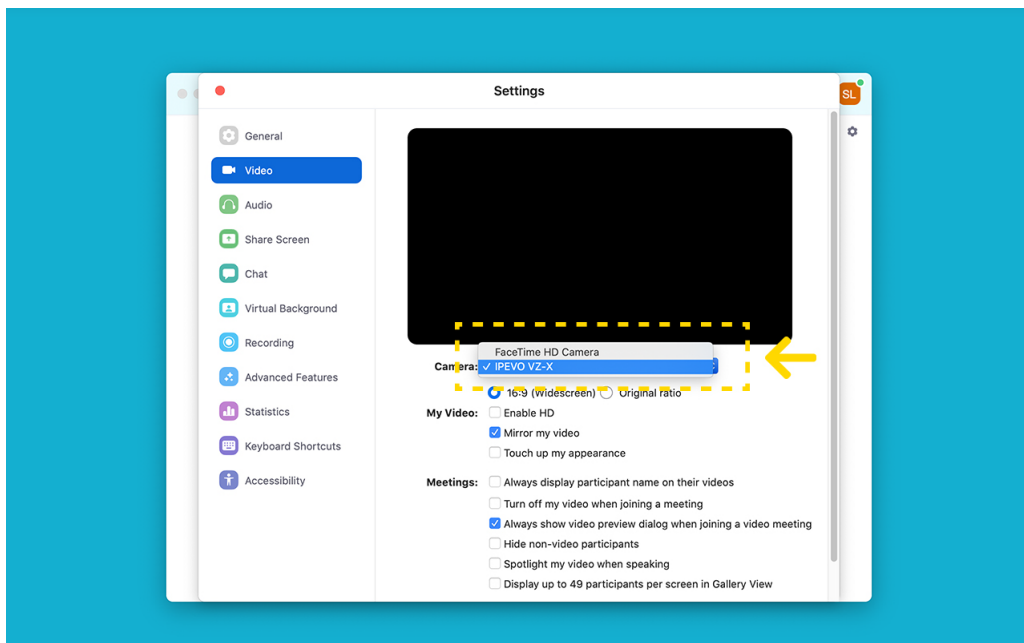 Settings
SL
General
Video
Audio
Share Screen
Chat
Virtual Background
Recording
Advanced Features
Statistics
Keyboard Shortcuts
Accessibility
FaceTime HD Camera
Camera: ✓ IPEVO VZ-X
16:9 (Widescreen) Original ratio
My Video: Enable HD
Mirror my video
Touch up my appearance
Meetings: Always display participant name on their videos
Turn off my video when joining a meeting
Always show video preview dialog when joining a video meeting
Hide non-video participants
Spotlight my video when speaking
Display up to 49 participants per screen in Gallery View